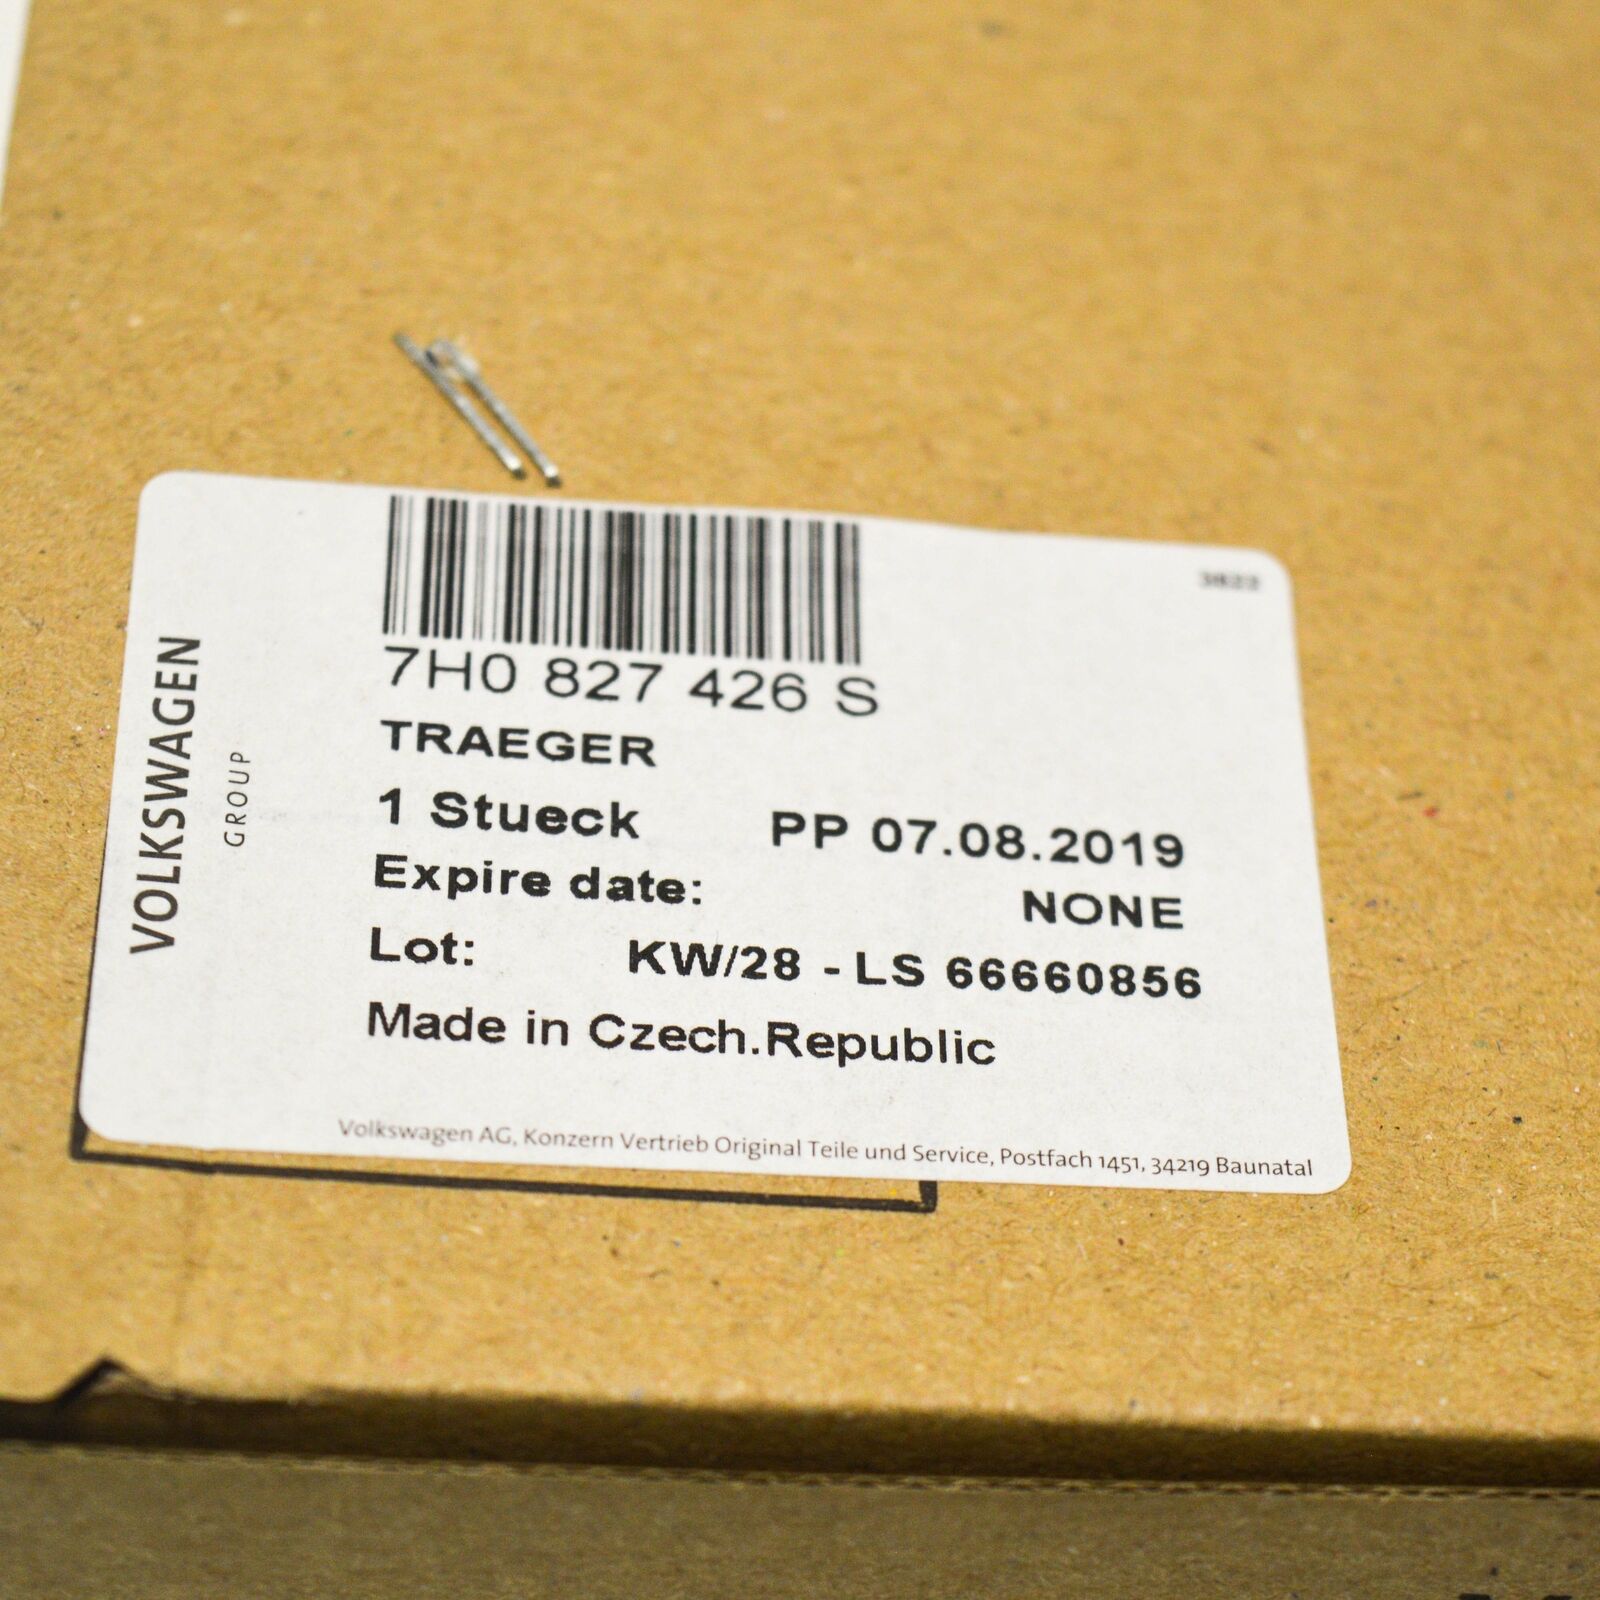 VOLKSWAGEN
GROUP
7H0 827 426 S
TRAEGER
1 Stueck PP 07.08.2019
Expire date: NONE
Lot: KW/28 - LS 66660856
Made in Czech.Republic
Volkswagen AG, Konzern Vertrieb Original Teile und Service, Postfach 1451, 34219 Baunatal